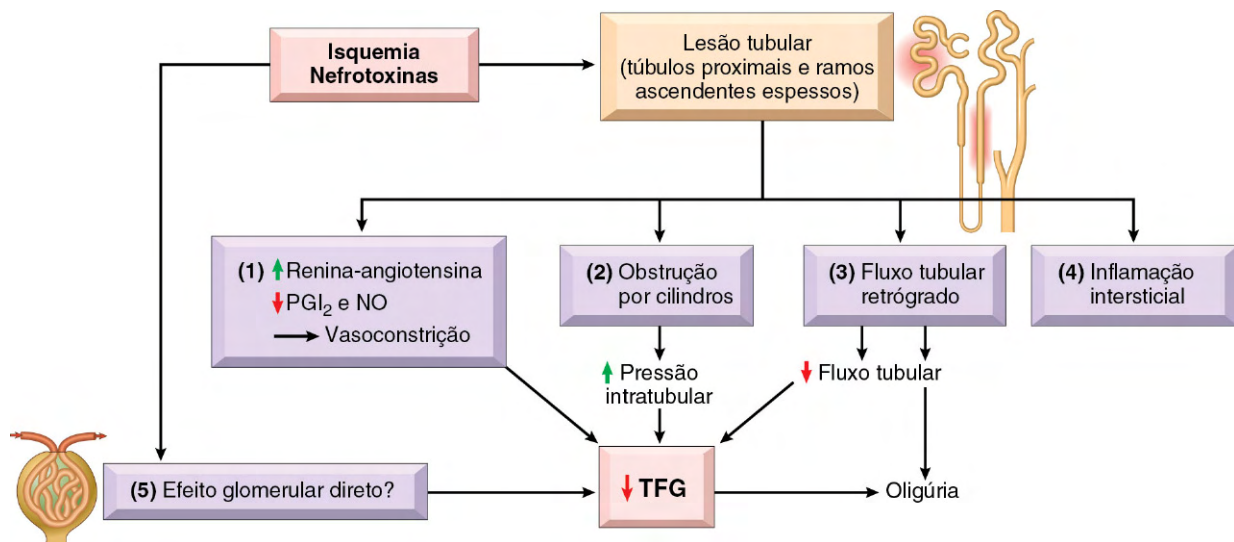 Isquemia
Nefrotoxinas
Lesão tubular
(túbulos proximais e ramos
ascendentes espessos)
(1) ↑ Renina-angiotensina
↓ PGI₂ e NO
→ Vasoconstrição
(2) Obstrução
por cilindros
(3) Fluxo tubular
retrógrado
(4) Inflamação
intersticial
↑ Pressão
intratubular
↓ Fluxo tubular
(5) Efeito glomerular direto?
↓ TFG
Oligúria